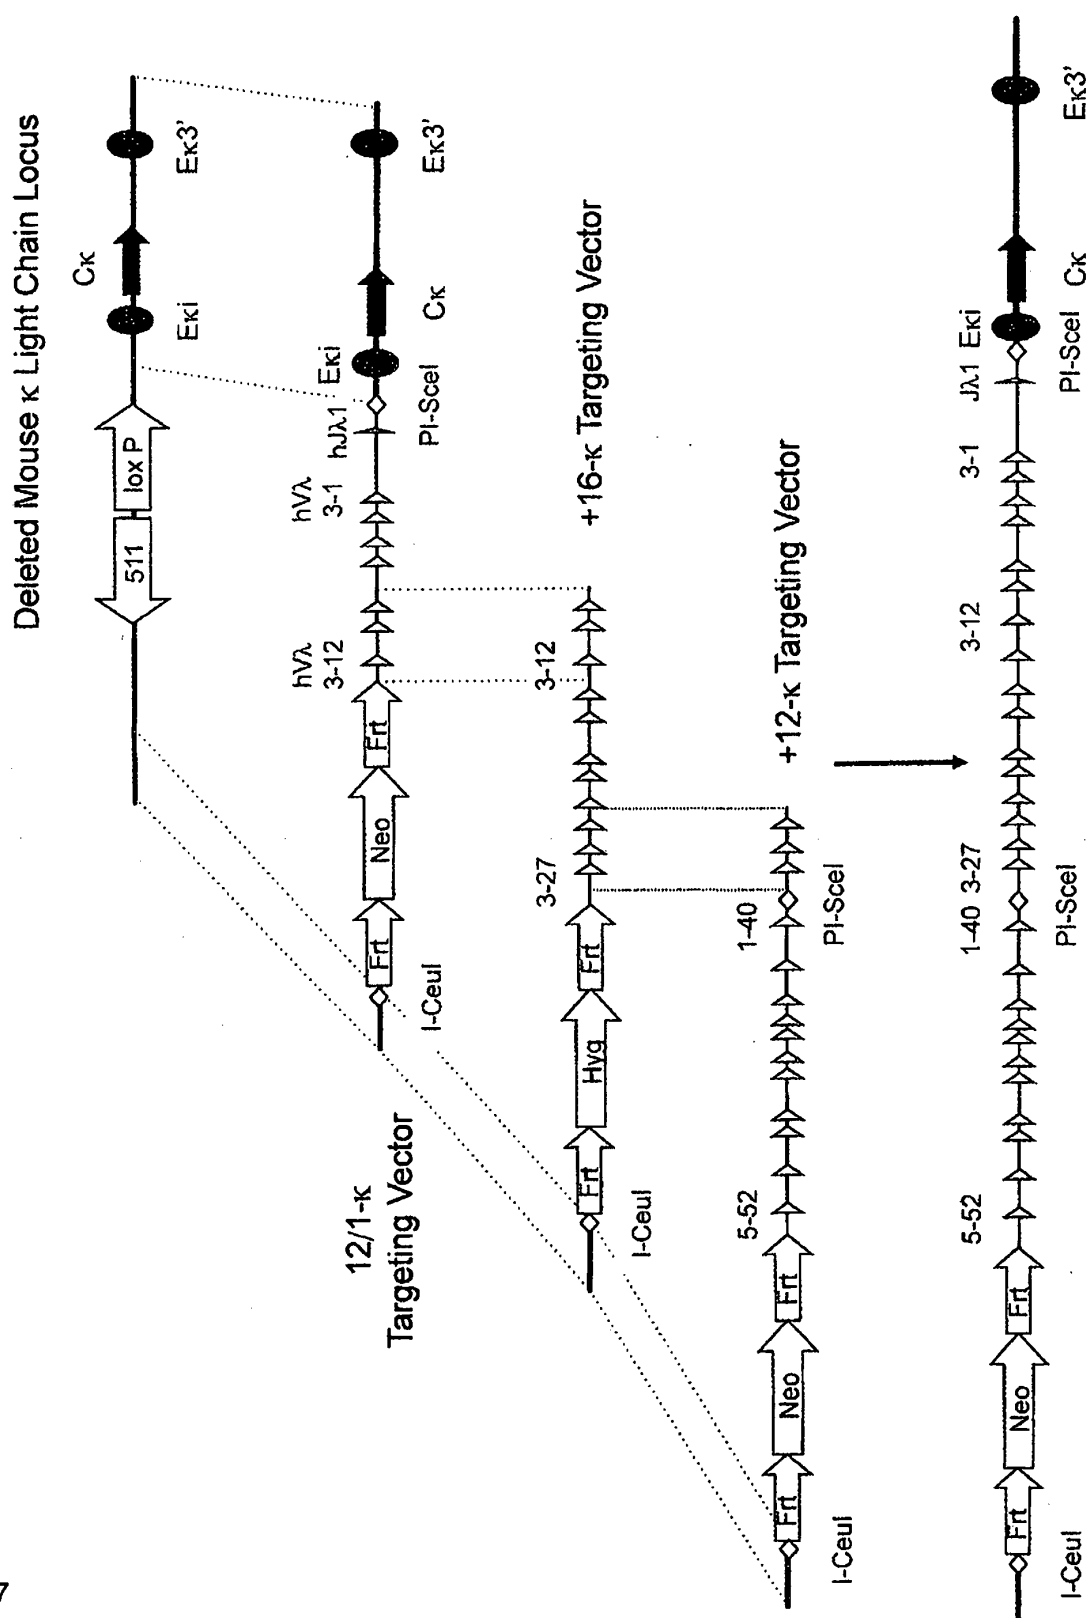 Deleted Mouse κ Light Chain Locus
511
lox P
Eκi
Cκ
Eκ3'
12/1-κ
Targeting Vector
I-CeuI
Frt
Neo
Frt
hVλ
3-12
hVλ
3-1
hJλ1
PI-SceI
Eκi
Cκ
Eκ3'
+16-κ Targeting Vector
I-CeuI
Frt
Hyg
Frt
3-27
3-12
+12-κ Targeting Vector
I-CeuI
Frt
Neo
Frt
5-52
1-40
PI-SceI
I-CeuI
Frt
Neo
Frt
5-52
1-40 3-27
PI-SceI
3-12
3-1
Jλ1
Eκi
PI-SceI
Cκ
Eκ3'
7